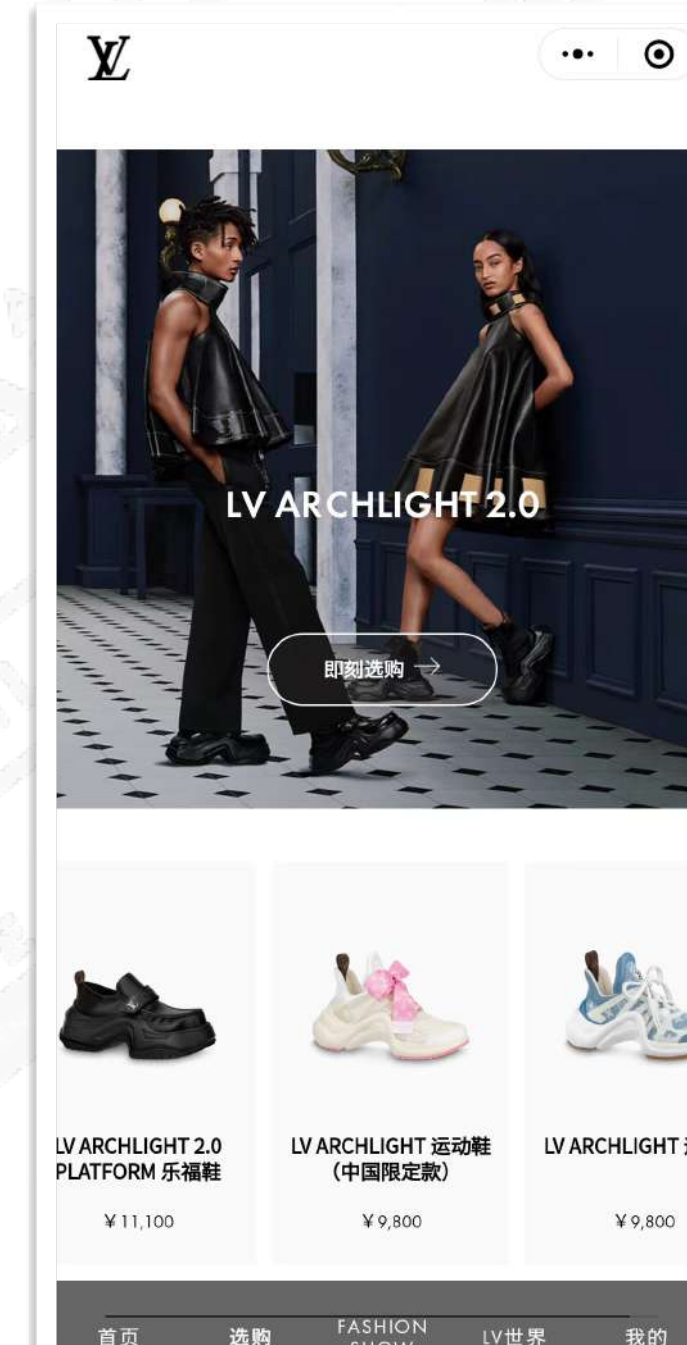 LV
LV ARCHLIGHT 2.0
即刻选购
LV ARCHLIGHT 2.0
PLATFORM 乐福鞋
¥11,100
LV ARCHLIGHT 运动鞋
（中国限定款）
¥9,800
LV ARCHLIGHT
¥9,800
首页
选购
FASHION
SHOW
LV世界
我的